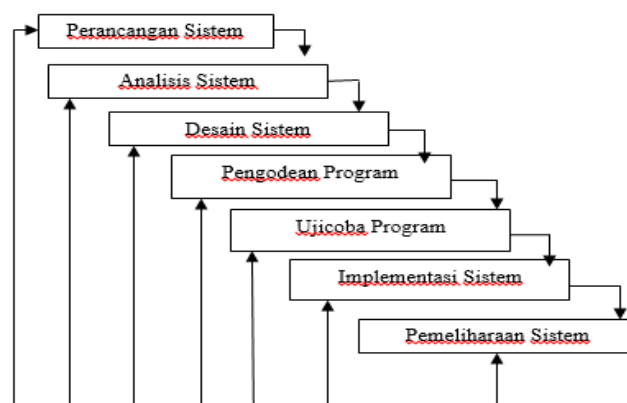 Perancangan Sistem
Analisis Sistem
Desain Sistem
Pengodean Program
Ujicoba Program
Implementasi Sistem
Pemeliharaan Sistem